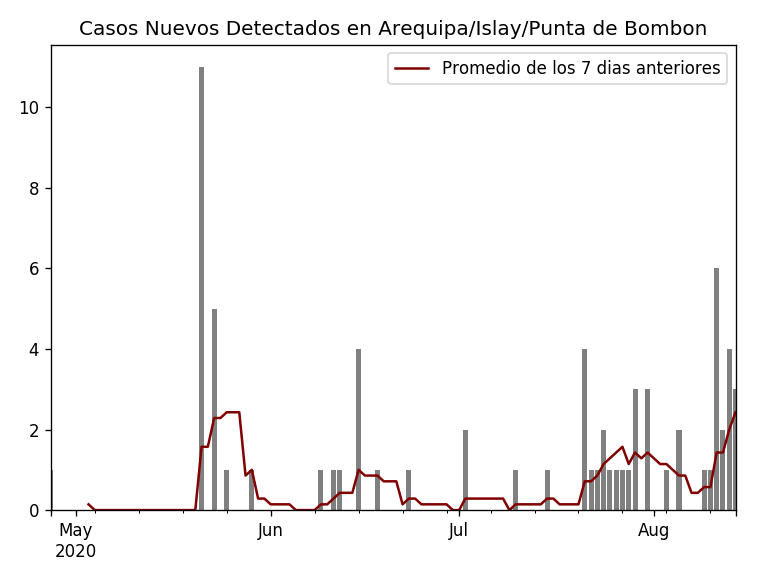 Casos Nuevos Detectados en Arequipa/Islay/Punta de Bombon
Promedio de los 7 dias anteriores
10
8
6
4
2
0
May Jun Jul Aug
2020